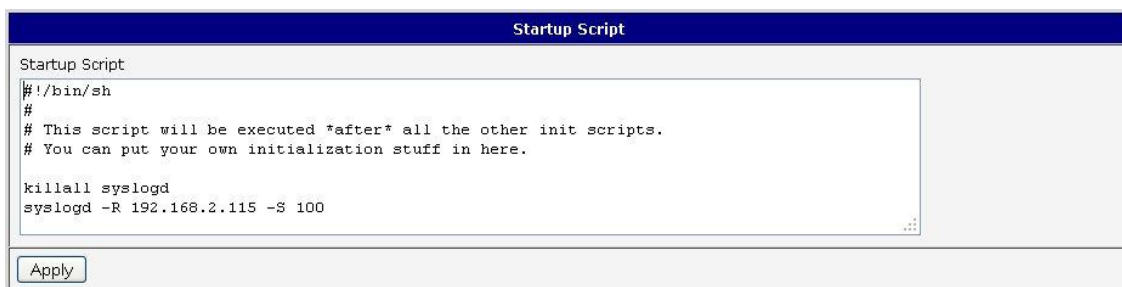 Startup Script
Startup Script
#!/bin/sh
#
# This script will be executed *after* all the other init scripts.
# You can put your own initialization stuff in here.
killall syslogd
syslogd -R 192.168.2.115 -S 100
Apply